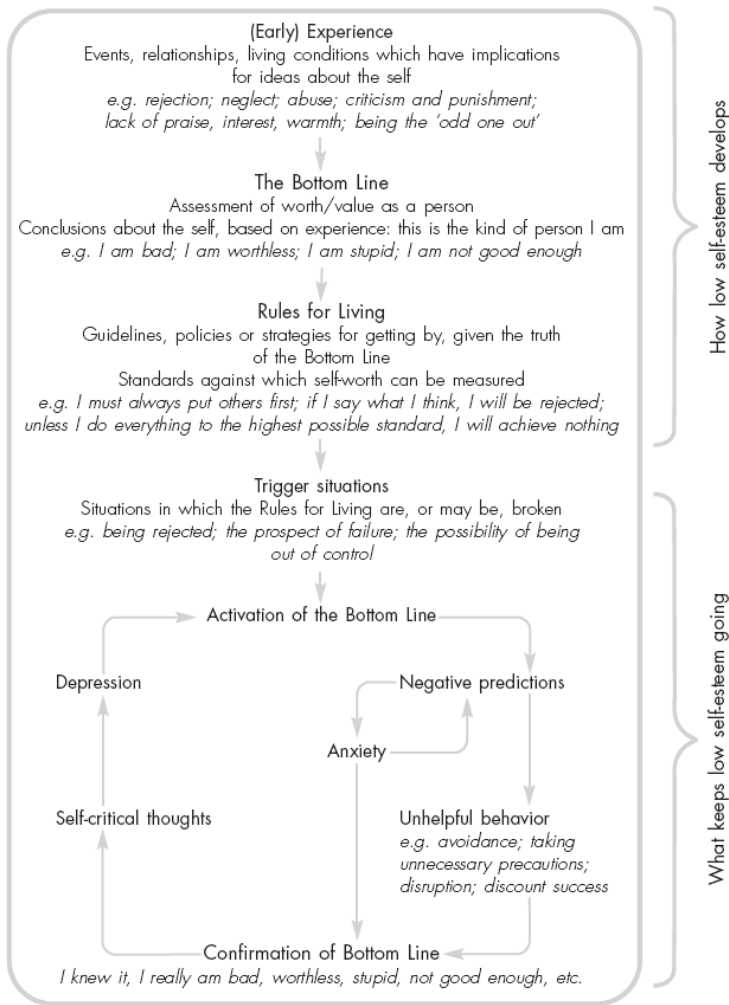 (Early) Experience
Events, relationships, living conditions which have implications
for ideas about the self
e.g. rejection; neglect; abuse; criticism and punishment;
lack of praise, interest, warmth; being the ‘odd one out’
The Bottom Line
Assessment of worth/value as a person
Conclusions about the self, based on experience: this is the kind of person I am
e.g. I am bad; I am worthless; I am stupid; I am not good enough
Rules for Living
Guidelines, policies or strategies for getting by, given the truth
of the Bottom Line
Standards against which self-worth can be measured
e.g. I must always put others first; if I say what I think, I will be rejected;
unless I do everything to the highest possible standard, I will achieve nothing
How low self-esteem develops
Trigger situations
Situations in which the Rules for Living are, or may be, broken
e.g. being rejected; the prospect of failure; the possibility of being
out of control
Activation of the Bottom Line
Depression
Negative predictions
Anxiety
Self-critical thoughts
Unhelpful behavior
e.g. avoidance; taking
unnecessary precautions;
disruption; discount success
Confirmation of Bottom Line
I knew it, I really am bad, worthless, stupid, not good enough, etc.
What keeps low self-esteem going